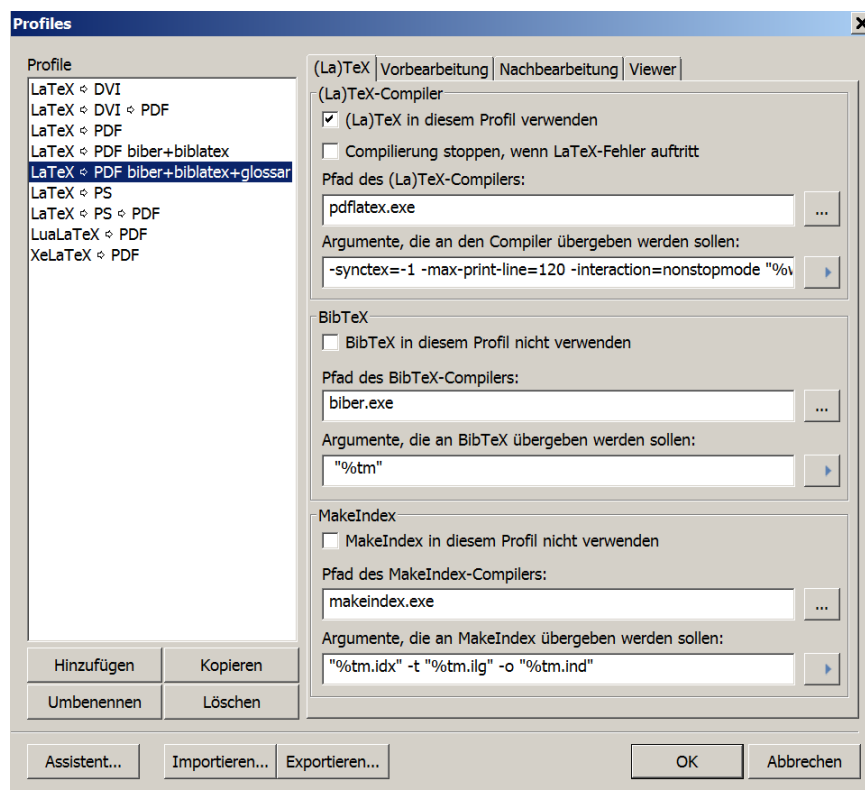 Profiles
Profile
LaTeX ⇨ DVI
LaTeX ⇨ DVI ⇨ PDF
LaTeX ⇨ PDF
LaTeX ⇨ PDF biber+biblatex
LaTeX ⇨ PDF biber+biblatex+glossar
LaTeX ⇨ PS
LaTeX ⇨ PS ⇨ PDF
LuaLaTeX ⇨ PDF
XeLaTeX ⇨ PDF
Hinzufügen
Kopieren
Umbenennen
Löschen
(La)TeX
Vorbearbeitung
Nachbearbeitung
Viewer
(La)TeX-Compiler
(La)TeX in diesem Profil verwenden
Compilierung stoppen, wenn LaTeX-Fehler auftritt
Pfad des (La)TeX-Compilers:
pdflatex.exe
...
Argumente, die an den Compiler übergeben werden sollen:
-synctex=-1 -max-print-line=120 -interaction=nonstopmode "%w
BibTeX
BibTeX in diesem Profil nicht verwenden
Pfad des BibTeX-Compilers:
biber.exe
...
Argumente, die an BibTeX übergeben werden sollen:
"%tm"
MakeIndex
MakeIndex in diesem Profil nicht verwenden
Pfad des MakeIndex-Compilers:
makeindex.exe
...
Argumente, die an MakeIndex übergeben werden sollen:
"%tm.idx" -t "%tm.ilg" -o "%tm.ind"
Assistent...
Importieren...
Exportieren...
OK
Abbrechen